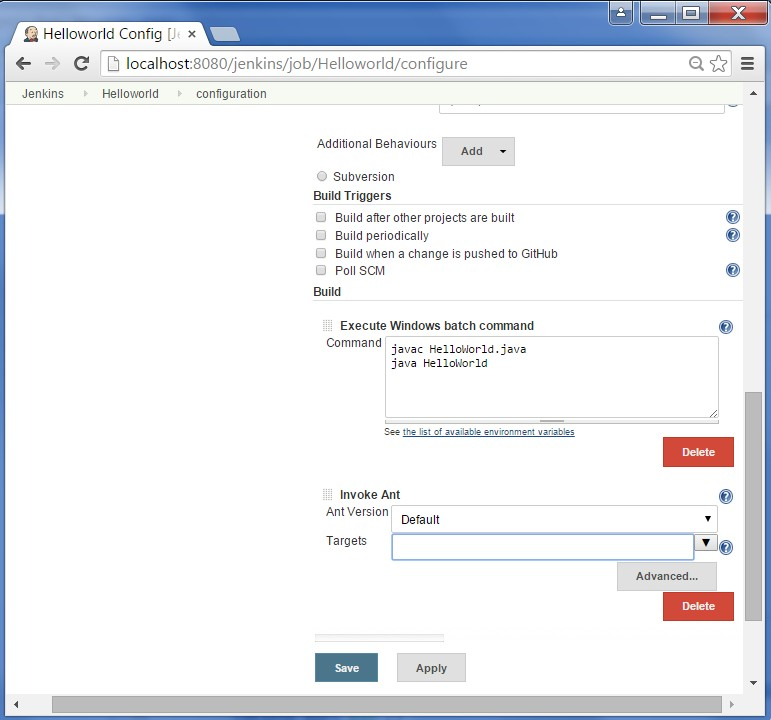 Helloworld Config [Je
localhost:8080/jenkins/job/Helloworld/configure
Jenkins Helloworld configuration
Additional Behaviours Add
Subversion
Build Triggers
Build after other projects are built
Build periodically
Build when a change is pushed to GitHub
Poll SCM
Build
Execute Windows batch command
Command
javac HelloWorld.java
java HelloWorld
See the list of available environment variables
Delete
Invoke Ant
Ant Version Default
Targets
Advanced...
Delete
Save Apply